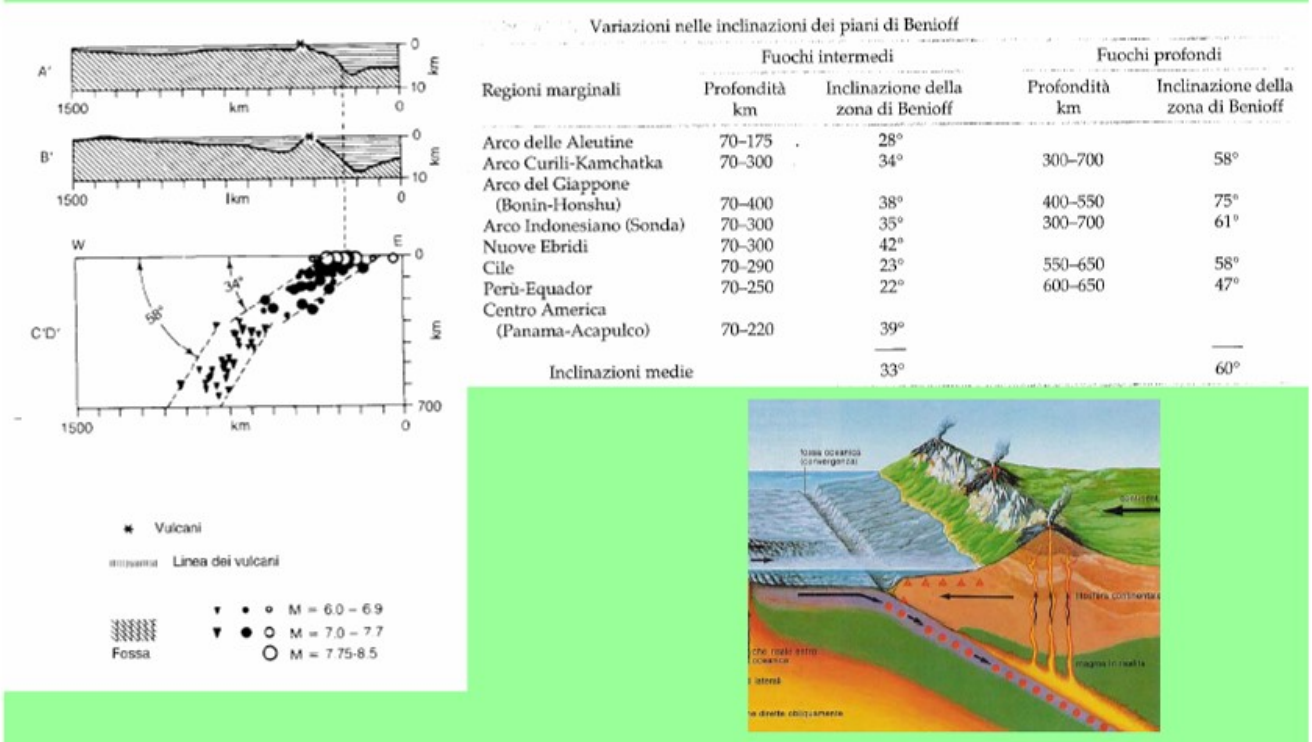 Variazioni nelle inclinazioni dei piani di Benioff
Fuochi intermedi Fuochi profondi
Regioni marginali Profondità km Inclinazione della zona di Benioff Profondità km Inclinazione della zona di Benioff
Arco delle Aleutine 70–175 28°
Arco Curili-Kamchatka 70–300 34° 300–700 58°
Arco del Giappone
(Bonin-Honshu) 70–400 38° 400–550 75°
Arco Indonesiano (Sonda) 70–300 35° 300–700 61°
Nuove Ebridi 70–300 42°
Cile 70–290 23° 550–650 58°
Perù-Equador 70–250 22° 600–650 47°
Centro America
(Panama-Acapulco) 70–220 39°
Inclinazioni medie 33° 60°
A'
0
km
10
1500 km 0
B'
0
km
10
1500 km 0
W E
0
34°
58°
C'D'
km
700
1500 km 0
Vulcani
Linea dei vulcani
M = 6.0 – 6.9
M = 7.0 – 7.7
Fossa
M = 7.75-8.5
fossa oceanica
(convergenza)
continent
litosfera continentale
magma in risalita
oceanica
i laterali
ne dirette obliquamente